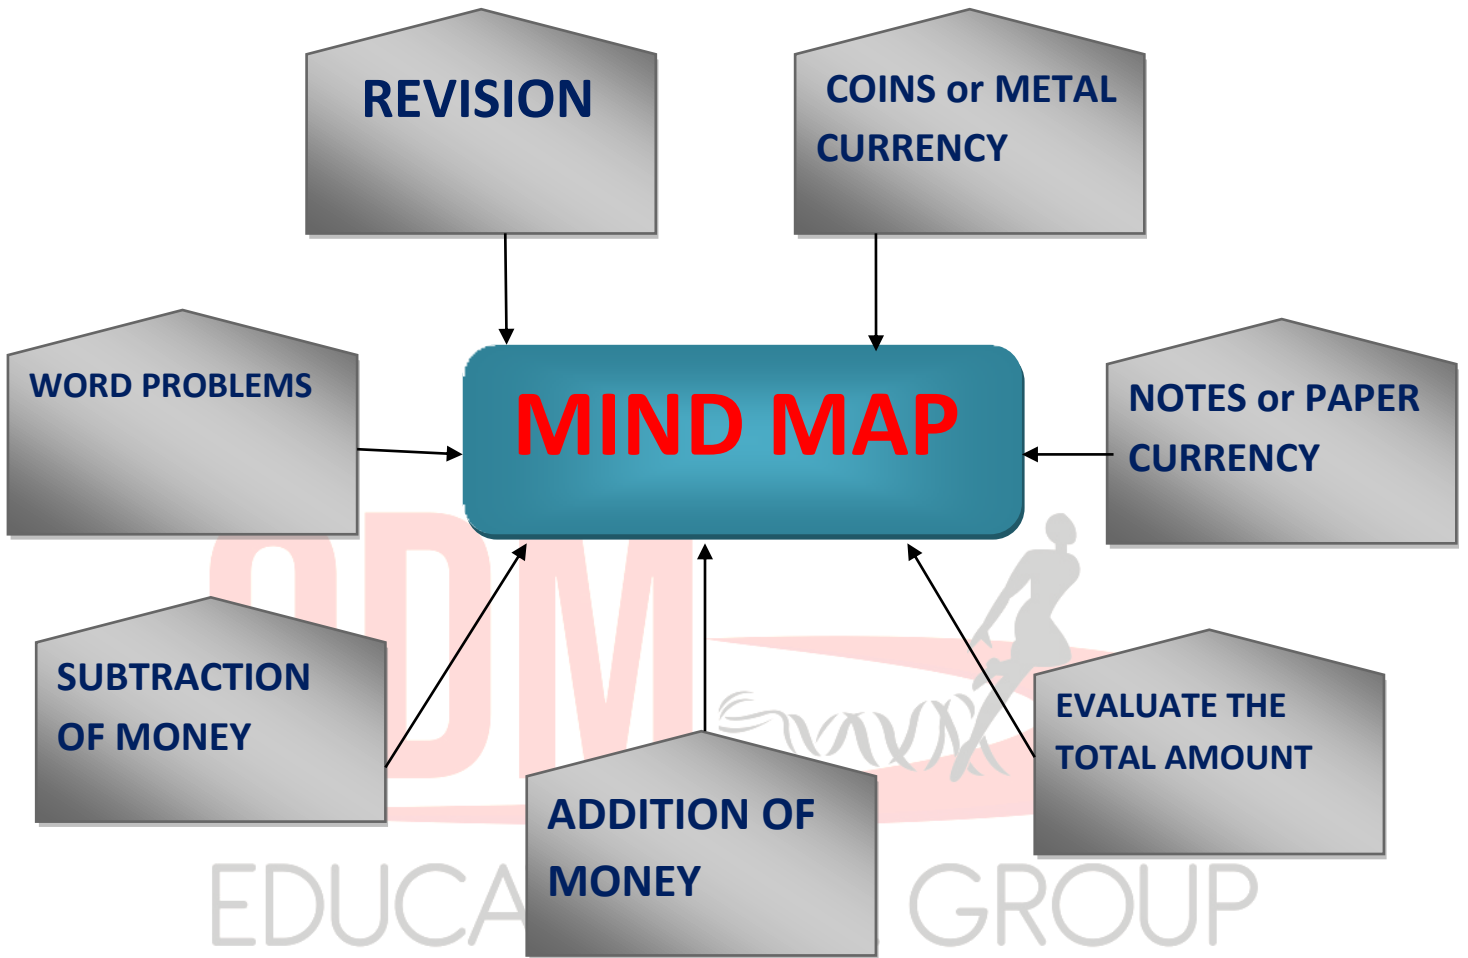 REVISION
COINS or METAL
CURRENCY
WORD PROBLEMS
MIND MAP
NOTES or PAPER
CURRENCY
SUBTRACTION
OF MONEY
ADDITION OF
MONEY
EVALUATE THE
TOTAL AMOUNT
ODM
EDUCA GROUP